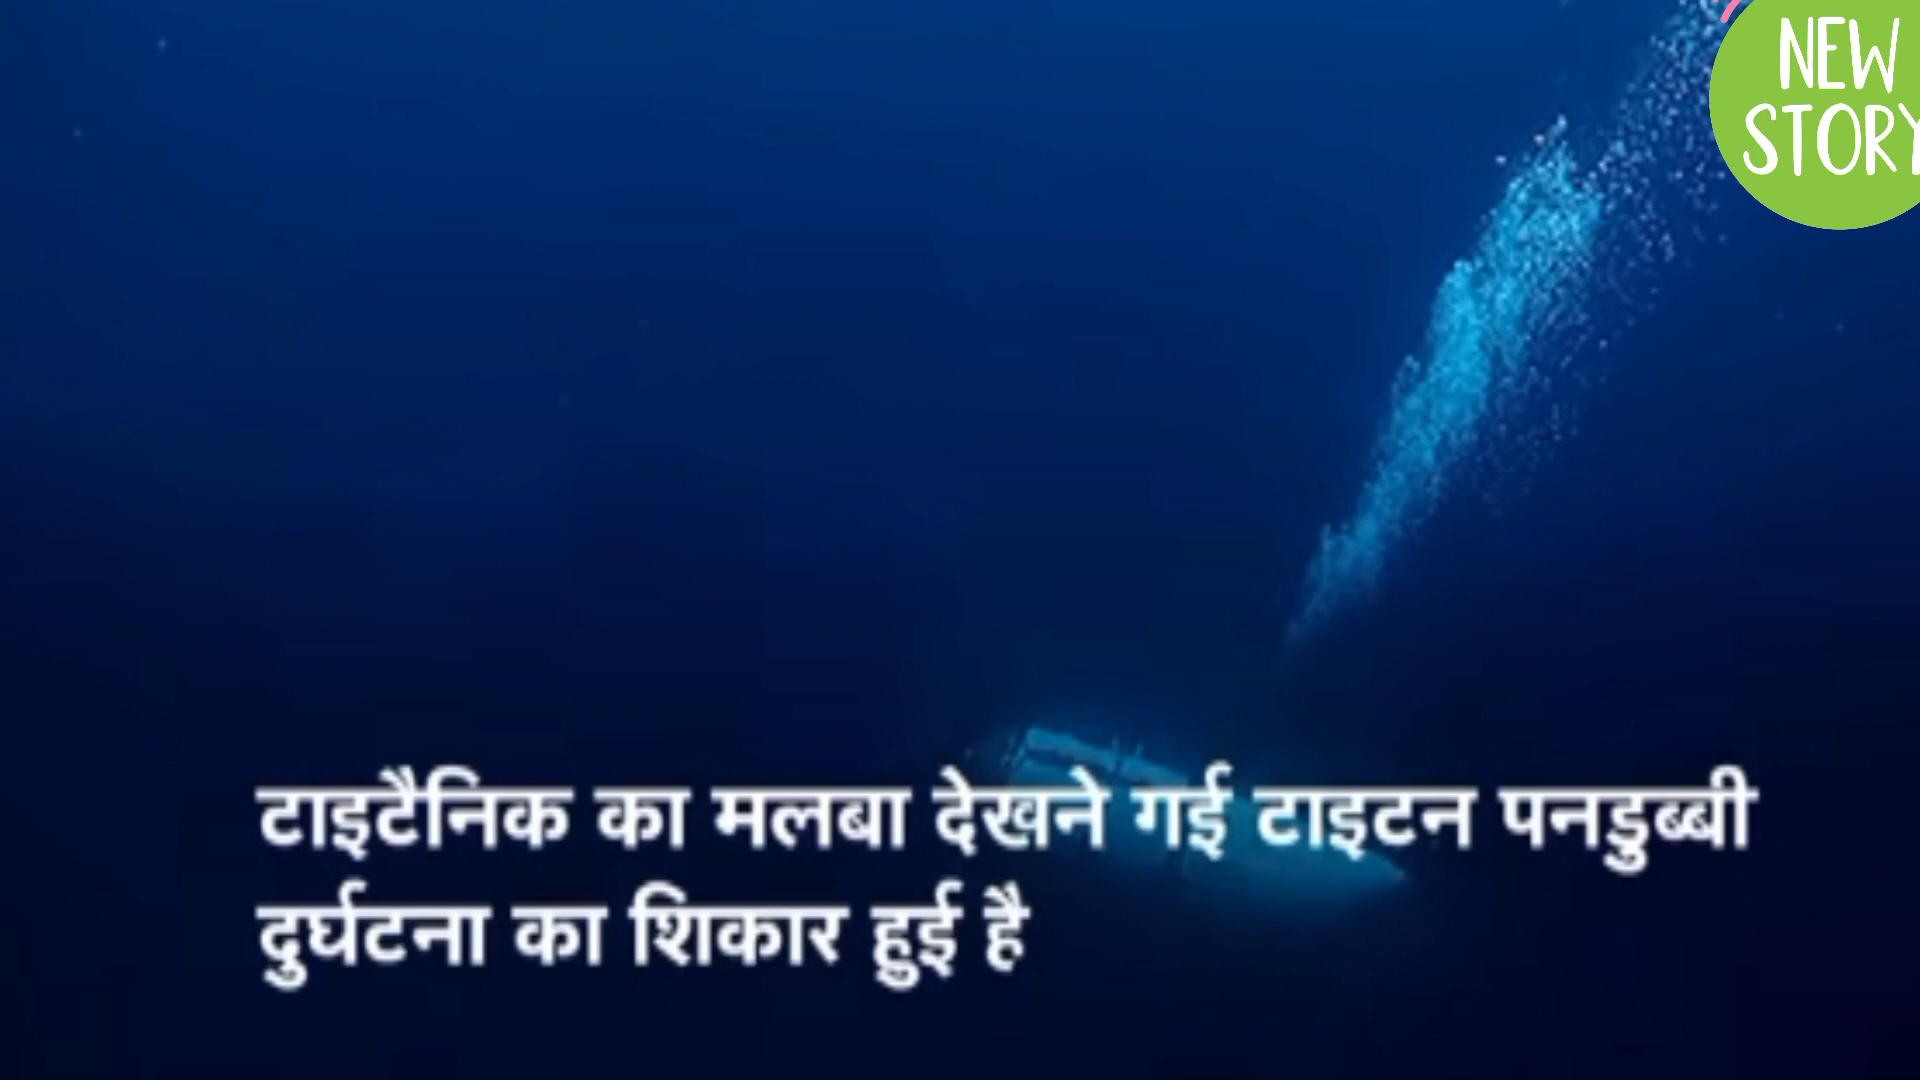 NEW
STORY
टाइटैनिक का मलबा देखने गई टाइटन पनडुब्बी
दुर्घटना का शिकार हुई है